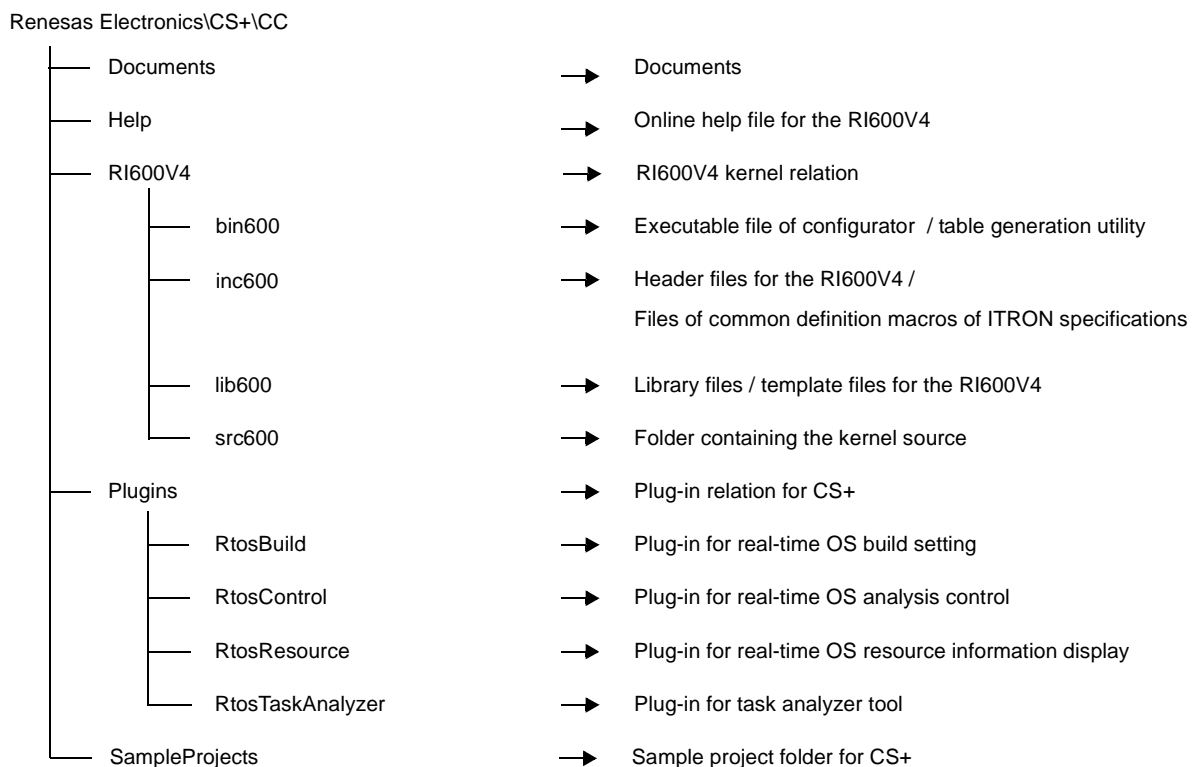 Renesas Electronics\CS+\CC
Documents Documents
Help Online help file for the RI600V4
RI600V4 RI600V4 kernel relation
bin600 Executable file of configurator / table generation utility
inc600 Header files for the RI600V4 /
Files of common definition macros of ITRON specifications
lib600 Library files / template files for the RI600V4
src600 Folder containing the kernel source
Plugins Plug-in relation for CS+
RtosBuild Plug-in for real-time OS build setting
RtosControl Plug-in for real-time OS analysis control
RtosResource Plug-in for real-time OS resource information display
RtosTaskAnalyzer Plug-in for task analyzer tool
SampleProjects Sample project folder for CS+